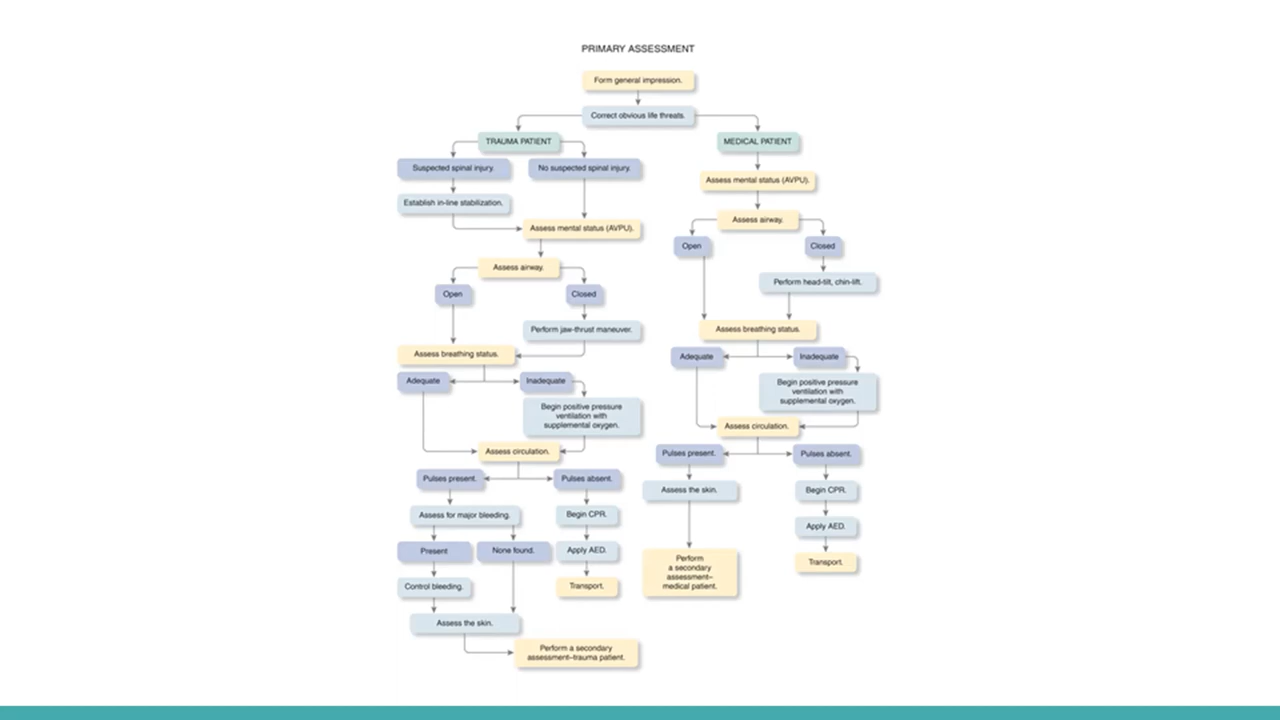 PRIMARY ASSESSMENT
Form general impression.
Correct obvious life threats.
TRAUMA PATIENT
Suspected spinal injury.
No suspected spinal injury.
Establish in-line stabilization.
Assess mental status (AVPU).
Assess airway.
Open
Closed
Perform jaw-thrust maneuver.
Assess breathing status.
Adequate
Inadequate
Begin positive pressure
ventilation with
supplemental oxygen.
Assess circulation.
Pulses present.
Pulses absent.
Assess for major bleeding.
Begin CPR.
Present
None found.
Apply AED.
Control bleeding.
Transport.
Assess the skin.
Perform a secondary
assessment–trauma patient.
MEDICAL PATIENT
Assess mental status (AVPU).
Assess airway.
Open
Closed
Perform head-tilt, chin-lift.
Assess breathing status.
Adequate
Inadequate
Begin positive pressure
ventilation with
supplemental oxygen.
Assess circulation.
Pulses present.
Pulses absent.
Assess the skin.
Begin CPR.
Apply AED.
Perform
a secondary
assessment–
medical patient.
Transport.